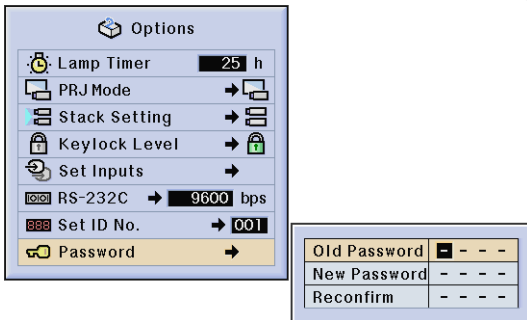 Options
Lamp Timer 25 h
PRJ Mode
Stack Setting
Keylock Level
Set Inputs
RS-232C 9600 bps
888 Set ID No. 001
Password
Old Password - - - -
New Password - - - -
Reconfirm - - - -